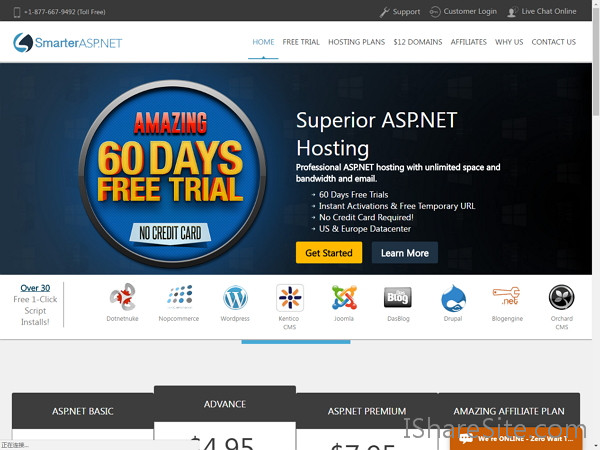 +1-877-667-9492 (Toll Free)
Support
Customer Login
Live Chat Online
SmarterASP.NET
HOME
FREE TRIAL
HOSTING PLANS
$12 DOMAINS
AFFILIATES
WHY US
CONTACT US
AMAZING
60 DAYS
FREE TRIAL
NO CREDIT CARD
Superior ASP.NET
Hosting
Professional ASP.NET hosting with unlimited space and
bandwidth and email.
60 Days Free Trials
Instant Activations & Free Temporary URL
No Credit Card Required!
US & Europe Datacenter
Get Started
Learn More
Over 30
Free 1-Click
Script
Installs!
Dotnetnuke
Nopcommerce
Wordpress
Kentico
CMS
Joomla
Blog
DasBlog
Drupal
.net
Blogengine
Orchard
CMS
ASP.NET BASIC
ADVANCE
ASP.NET PREMIUM
AMAZING AFFILIATE PLAN
$4.95
$7.95
IShareSite.com
We're ONLINE - Zero Wait T...
正在连接...